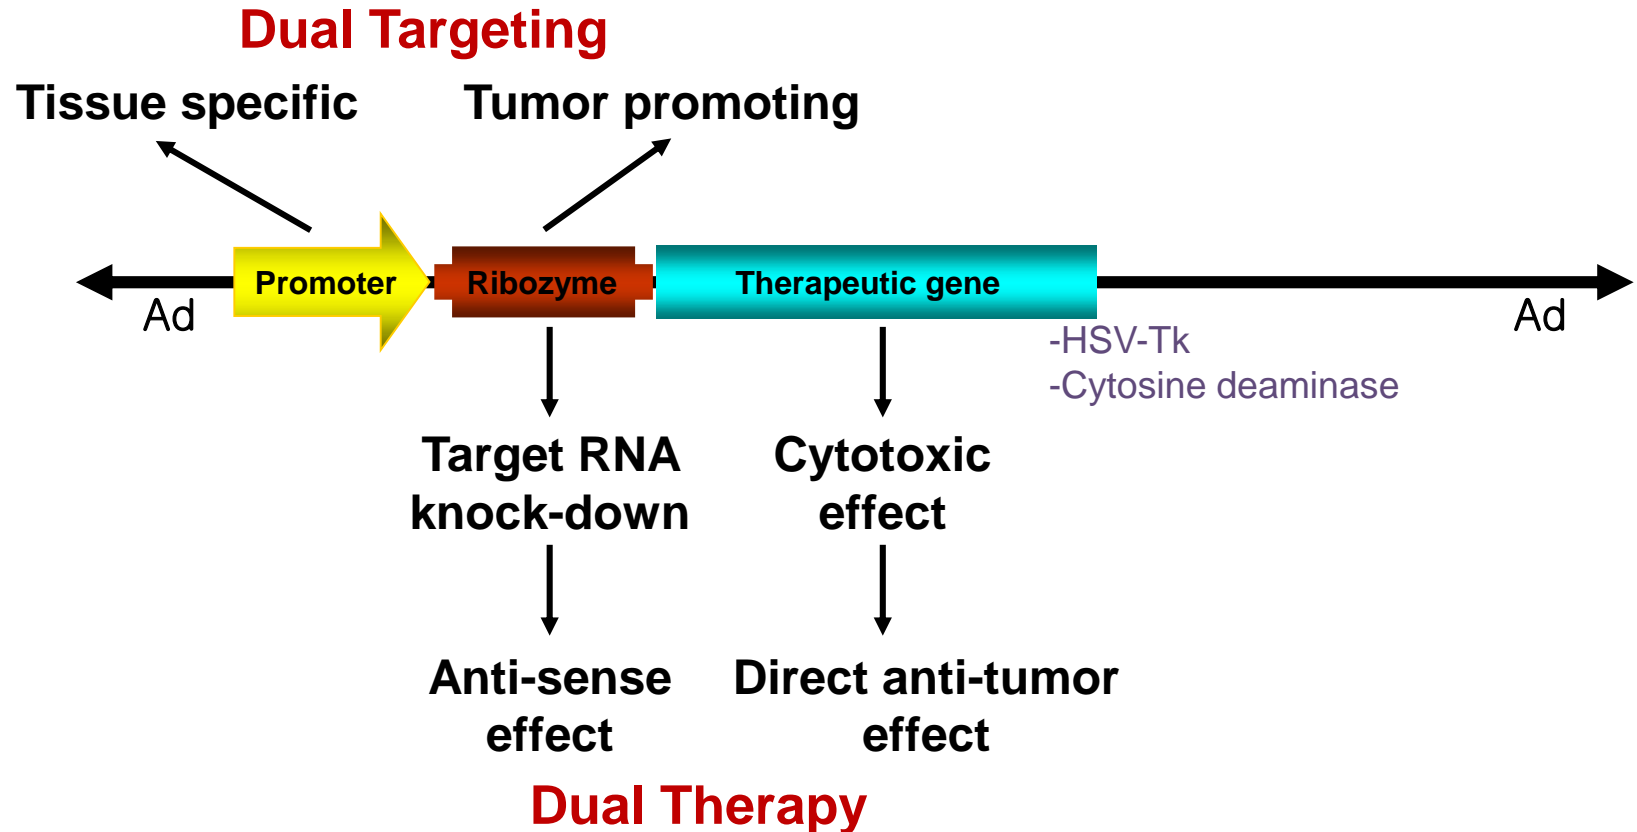 Dual Targeting
Tissue specific
Tumor promoting
Promoter
Ribozyme
Therapeutic gene
Ad
Ad
-HSV-Tk
-Cytosine deaminase
Target RNA
knock-down
Cytotoxic
effect
Anti-sense
effect
Direct anti-tumor
effect
Dual Therapy